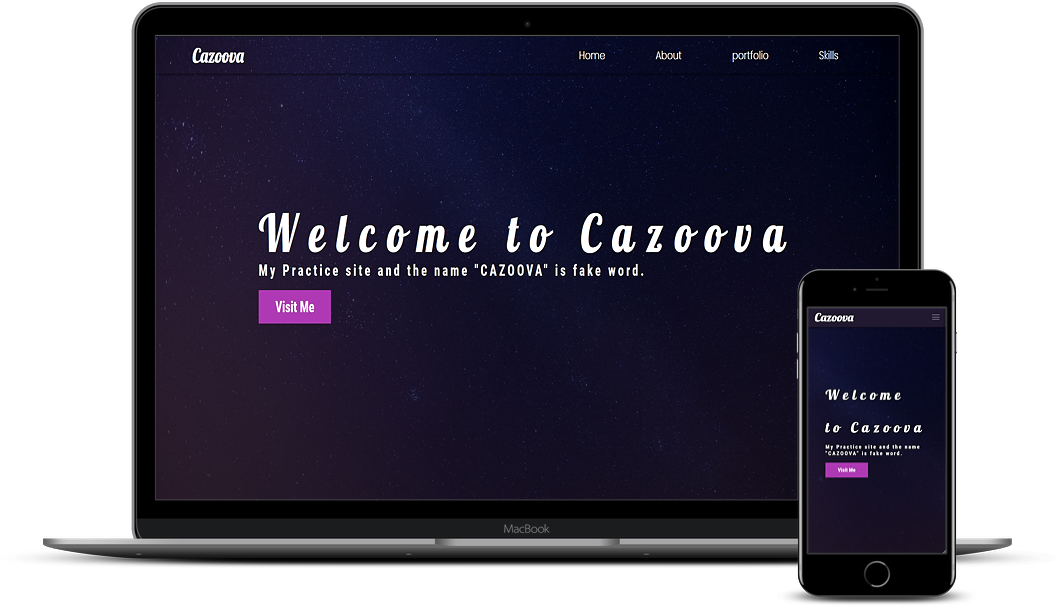 Cazoova
Home About portfolio Skills
Welcome to Cazoova
My Practice site and the name "CAZOOVA" is fake word.
Visit Me
MacBook
Cazoova
Welcome
to Cazoova
My Practice site and the name
"CAZOOVA" is fake word.
Visit Me